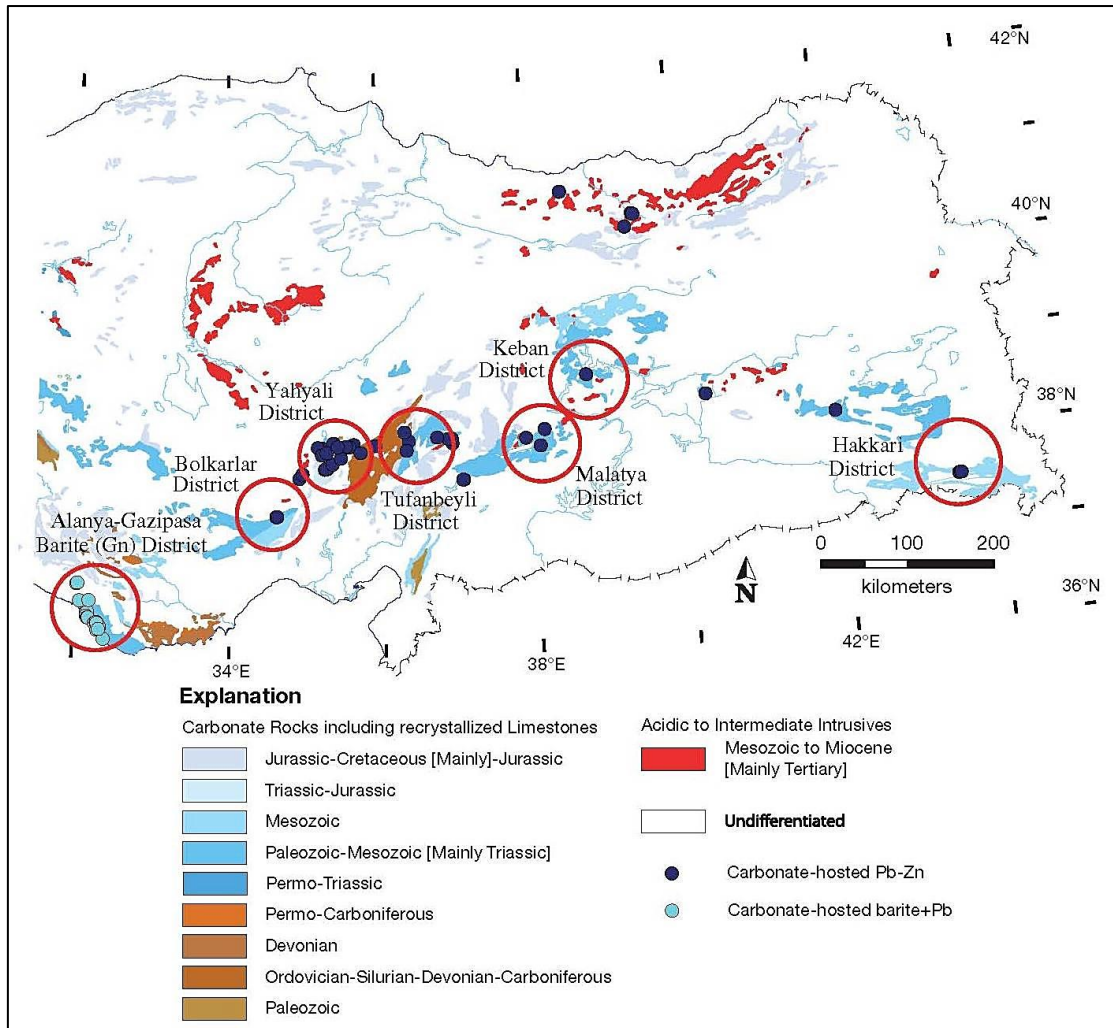 42°N
40°N
Keban
District
38°N
Yahyali
District
Hakkari
District
Bolkarlar
District
Malatya
District
Tufanbeyli
District
Alanya-Gazipasa
Barite (Gn) District
0 100 200
kilometers
N
36°N
34°E
38°E
42°E
Explanation
Carbonate Rocks including recrystallized Limestones
Jurassic-Cretaceous [Mainly]-Jurassic
Triassic-Jurassic
Mesozoic
Paleozoic-Mesozoic [Mainly Triassic]
Permo-Triassic
Permo-Carboniferous
Devonian
Ordovician-Silurian-Devonian-Carboniferous
Paleozoic
Acidic to Intermediate Intrusives
Mesozoic to Miocene
[Mainly Tertiary]
Undifferentiated
Carbonate-hosted Pb-Zn
Carbonate-hosted barite+Pb